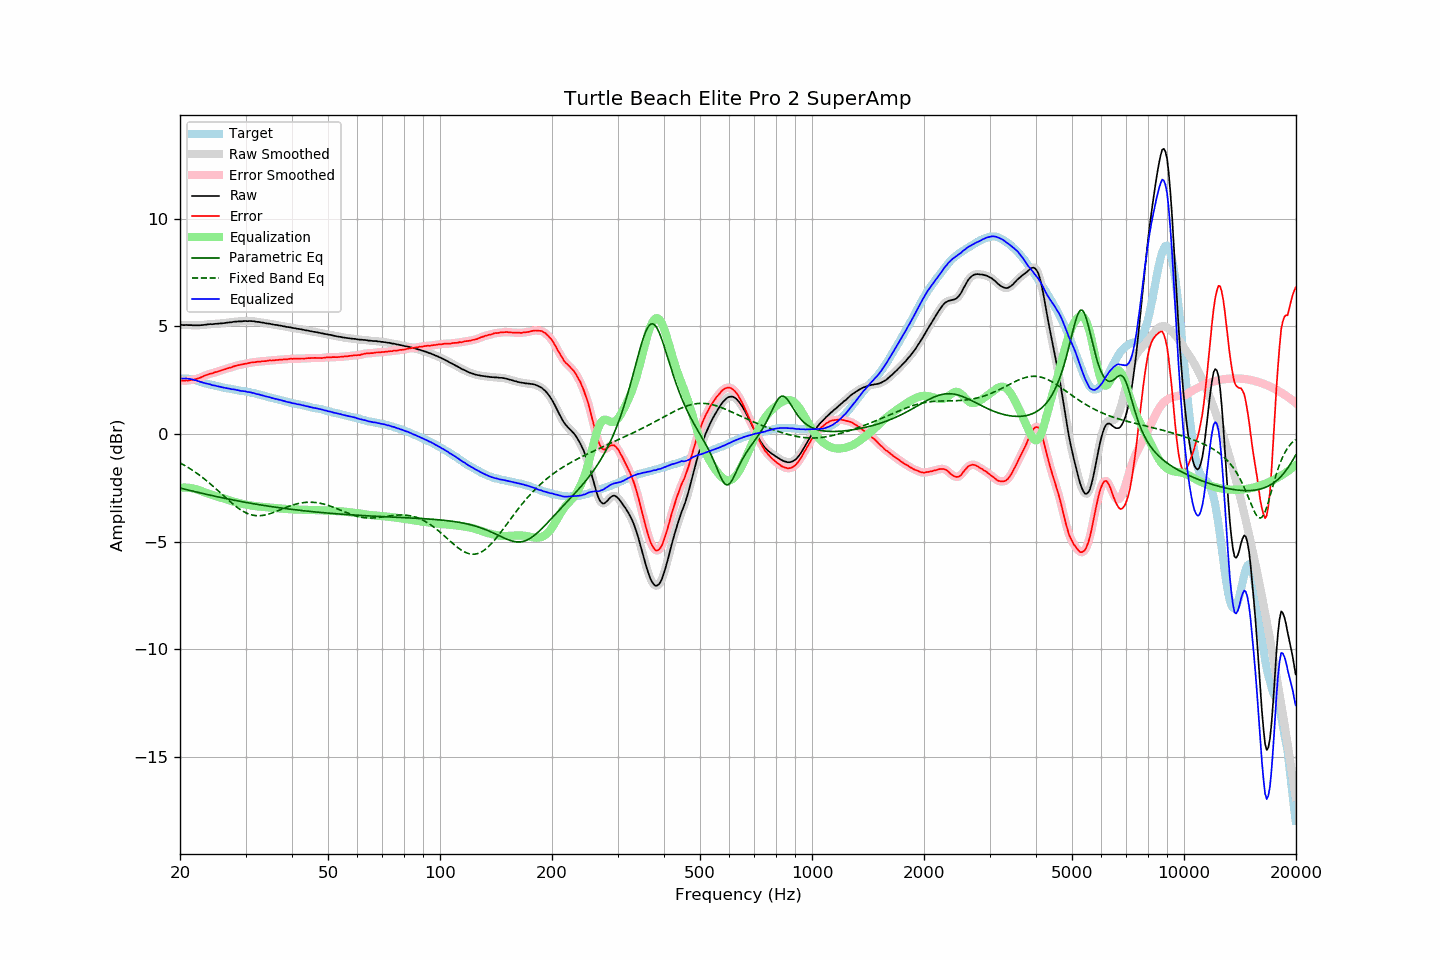 Turtle Beach Elite Pro 2 SuperAmp
Target
Raw Smoothed
Error Smoothed
Raw
Error
Equalization
Parametric Eq
Fixed Band Eq
Equalized
Amplitude (dBr)
10
5
0
−5
−10
−15
20 50 100 200 500 1000 2000 5000 10000 20000
Frequency (Hz)